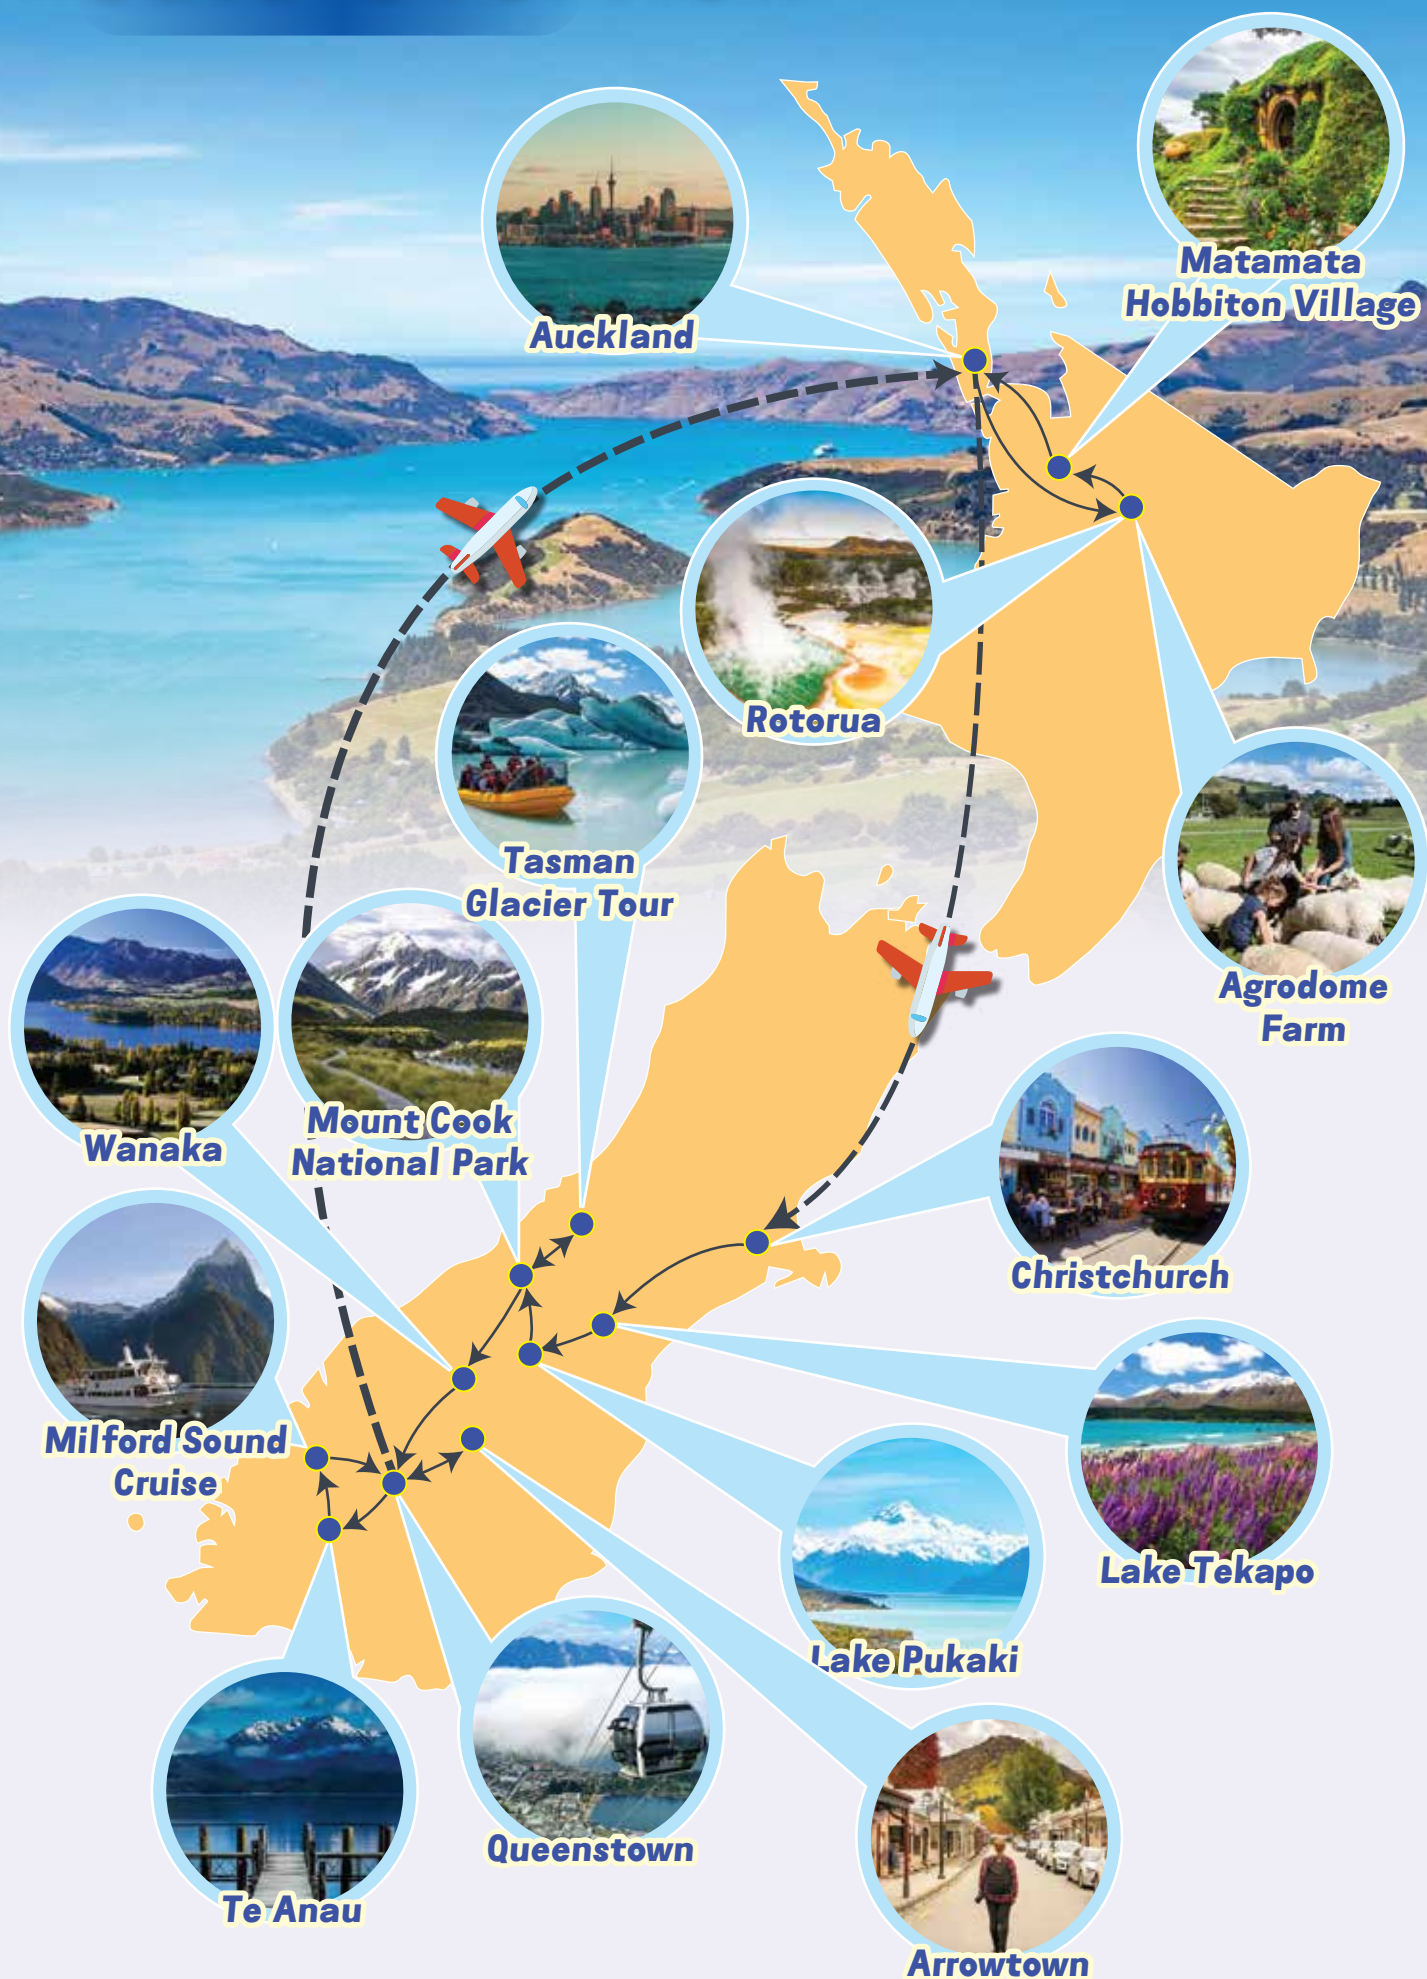 Matamata
Hobbiton Village
Auckland
Rotorua
Tasman
Glacier Tour
Agrodome
Farm
Mount Cook
National Park
Wanaka
Christchurch
Milford Sound
Cruise
Lake Tekapo
Lake Pukaki
Queenstown
Te Anau
Arrowtown